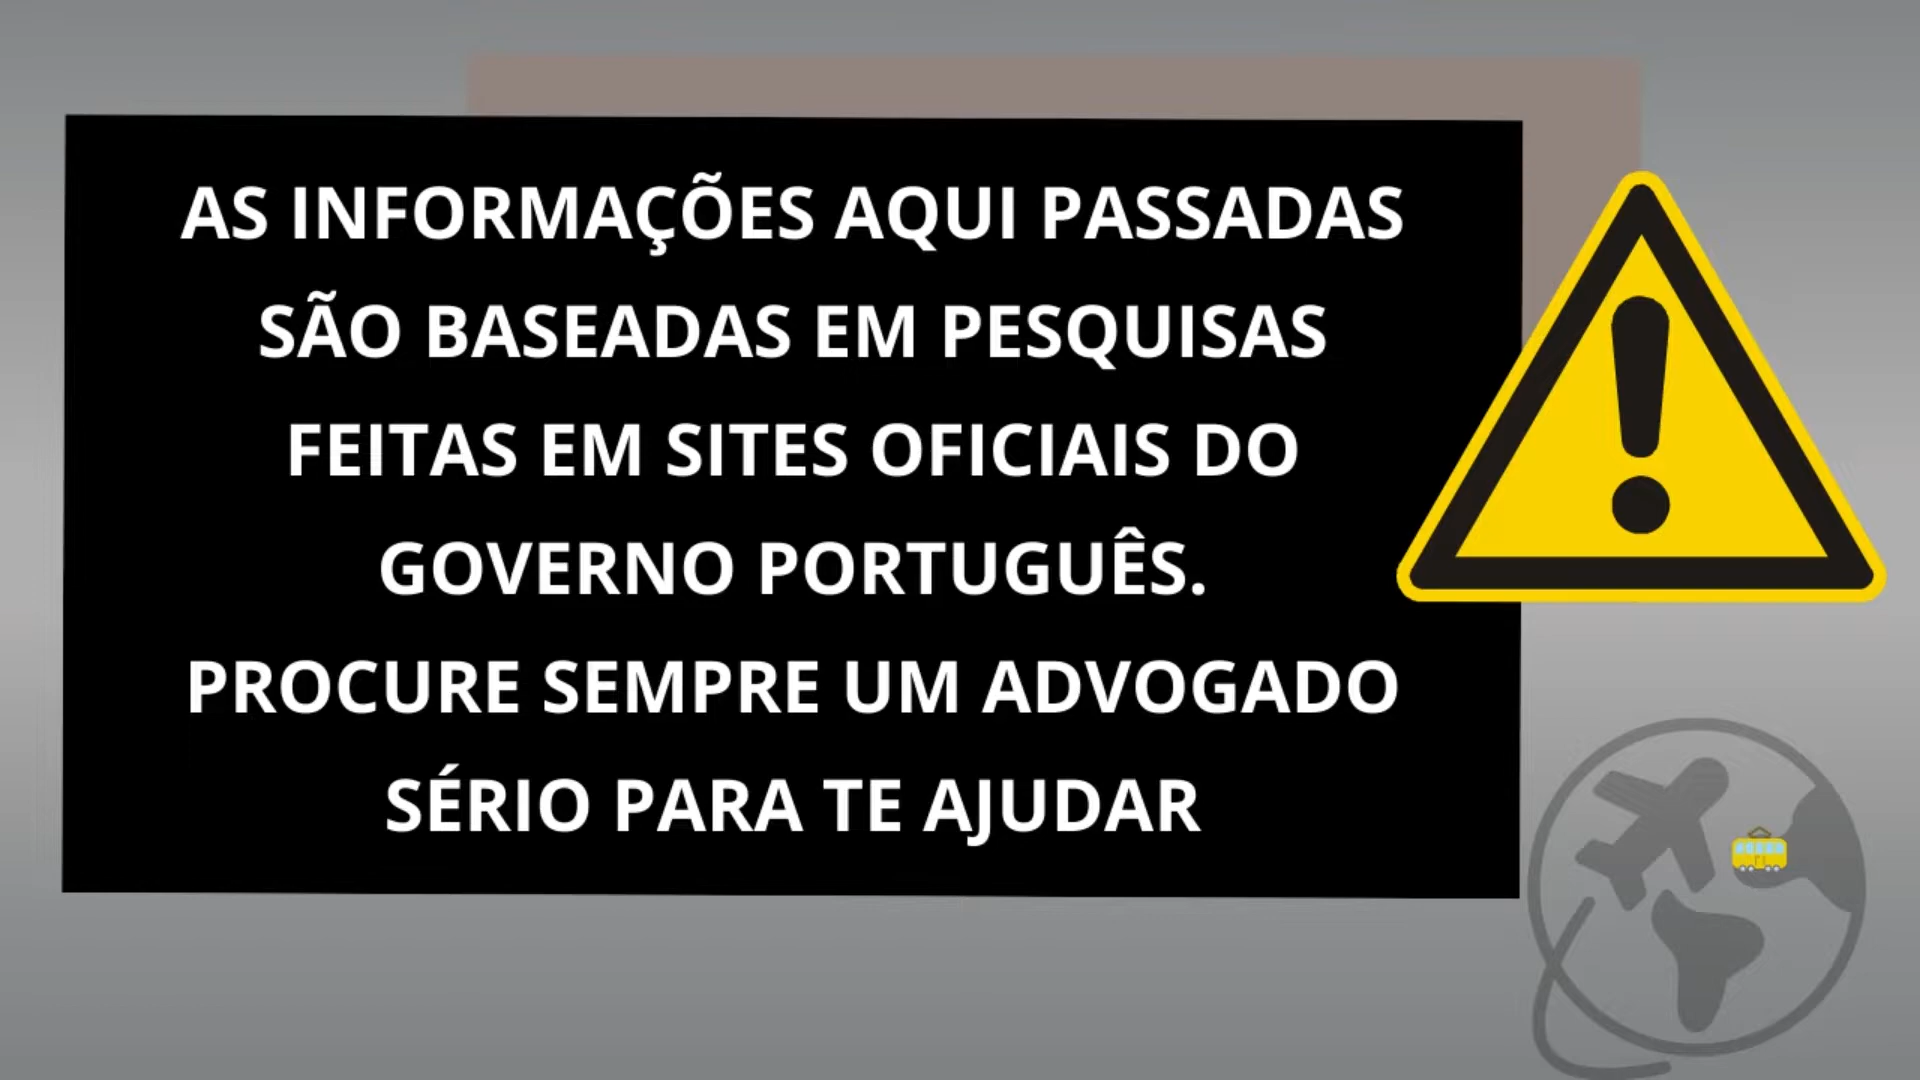 AS INFORMAÇÕES AQUI PASSADAS
SÃO BASEADAS EM PESQUISAS
FEITAS EM SITES OFICIAIS DO
GOVERNO PORTUGUÊS.
PROCURE SEMPRE UM ADVOGADO
SÉRIO PARA TE AJUDAR